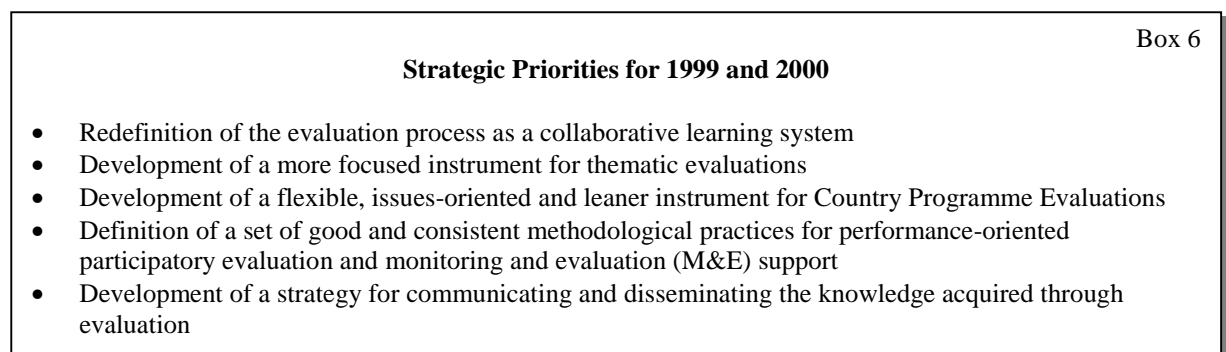 Box 6
Strategic Priorities for 1999 and 2000
• Redefinition of the evaluation process as a collaborative learning system
• Development of a more focused instrument for thematic evaluations
• Development of a flexible, issues-oriented and leaner instrument for Country Programme Evaluations
• Definition of a set of good and consistent methodological practices for performance-oriented
participatory evaluation and monitoring and evaluation (M&E) support
• Development of a strategy for communicating and disseminating the knowledge acquired through
evaluation